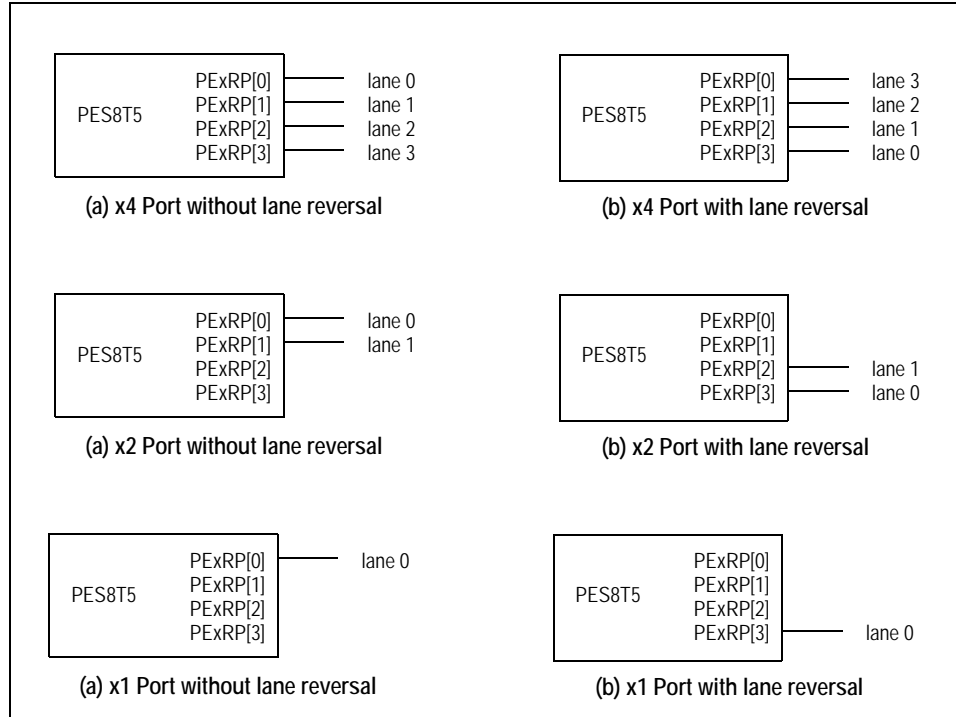 PES8T5
PExRP[0] lane 0
PExRP[1] lane 1
PExRP[2] lane 2
PExRP[3] lane 3
(a) x4 Port without lane reversal
PES8T5
PExRP[0] lane 3
PExRP[1] lane 2
PExRP[2] lane 1
PExRP[3] lane 0
(b) x4 Port with lane reversal
PES8T5
PExRP[0] lane 0
PExRP[1] lane 1
PExRP[2]
PExRP[3]
(a) x2 Port without lane reversal
PES8T5
PExRP[0]
PExRP[1]
PExRP[2] lane 1
PExRP[3] lane 0
(b) x2 Port with lane reversal
PES8T5
PExRP[0] lane 0
PExRP[1]
PExRP[2]
PExRP[3]
(a) x1 Port without lane reversal
PES8T5
PExRP[0]
PExRP[1]
PExRP[2]
PExRP[3] lane 0
(b) x1 Port with lane reversal